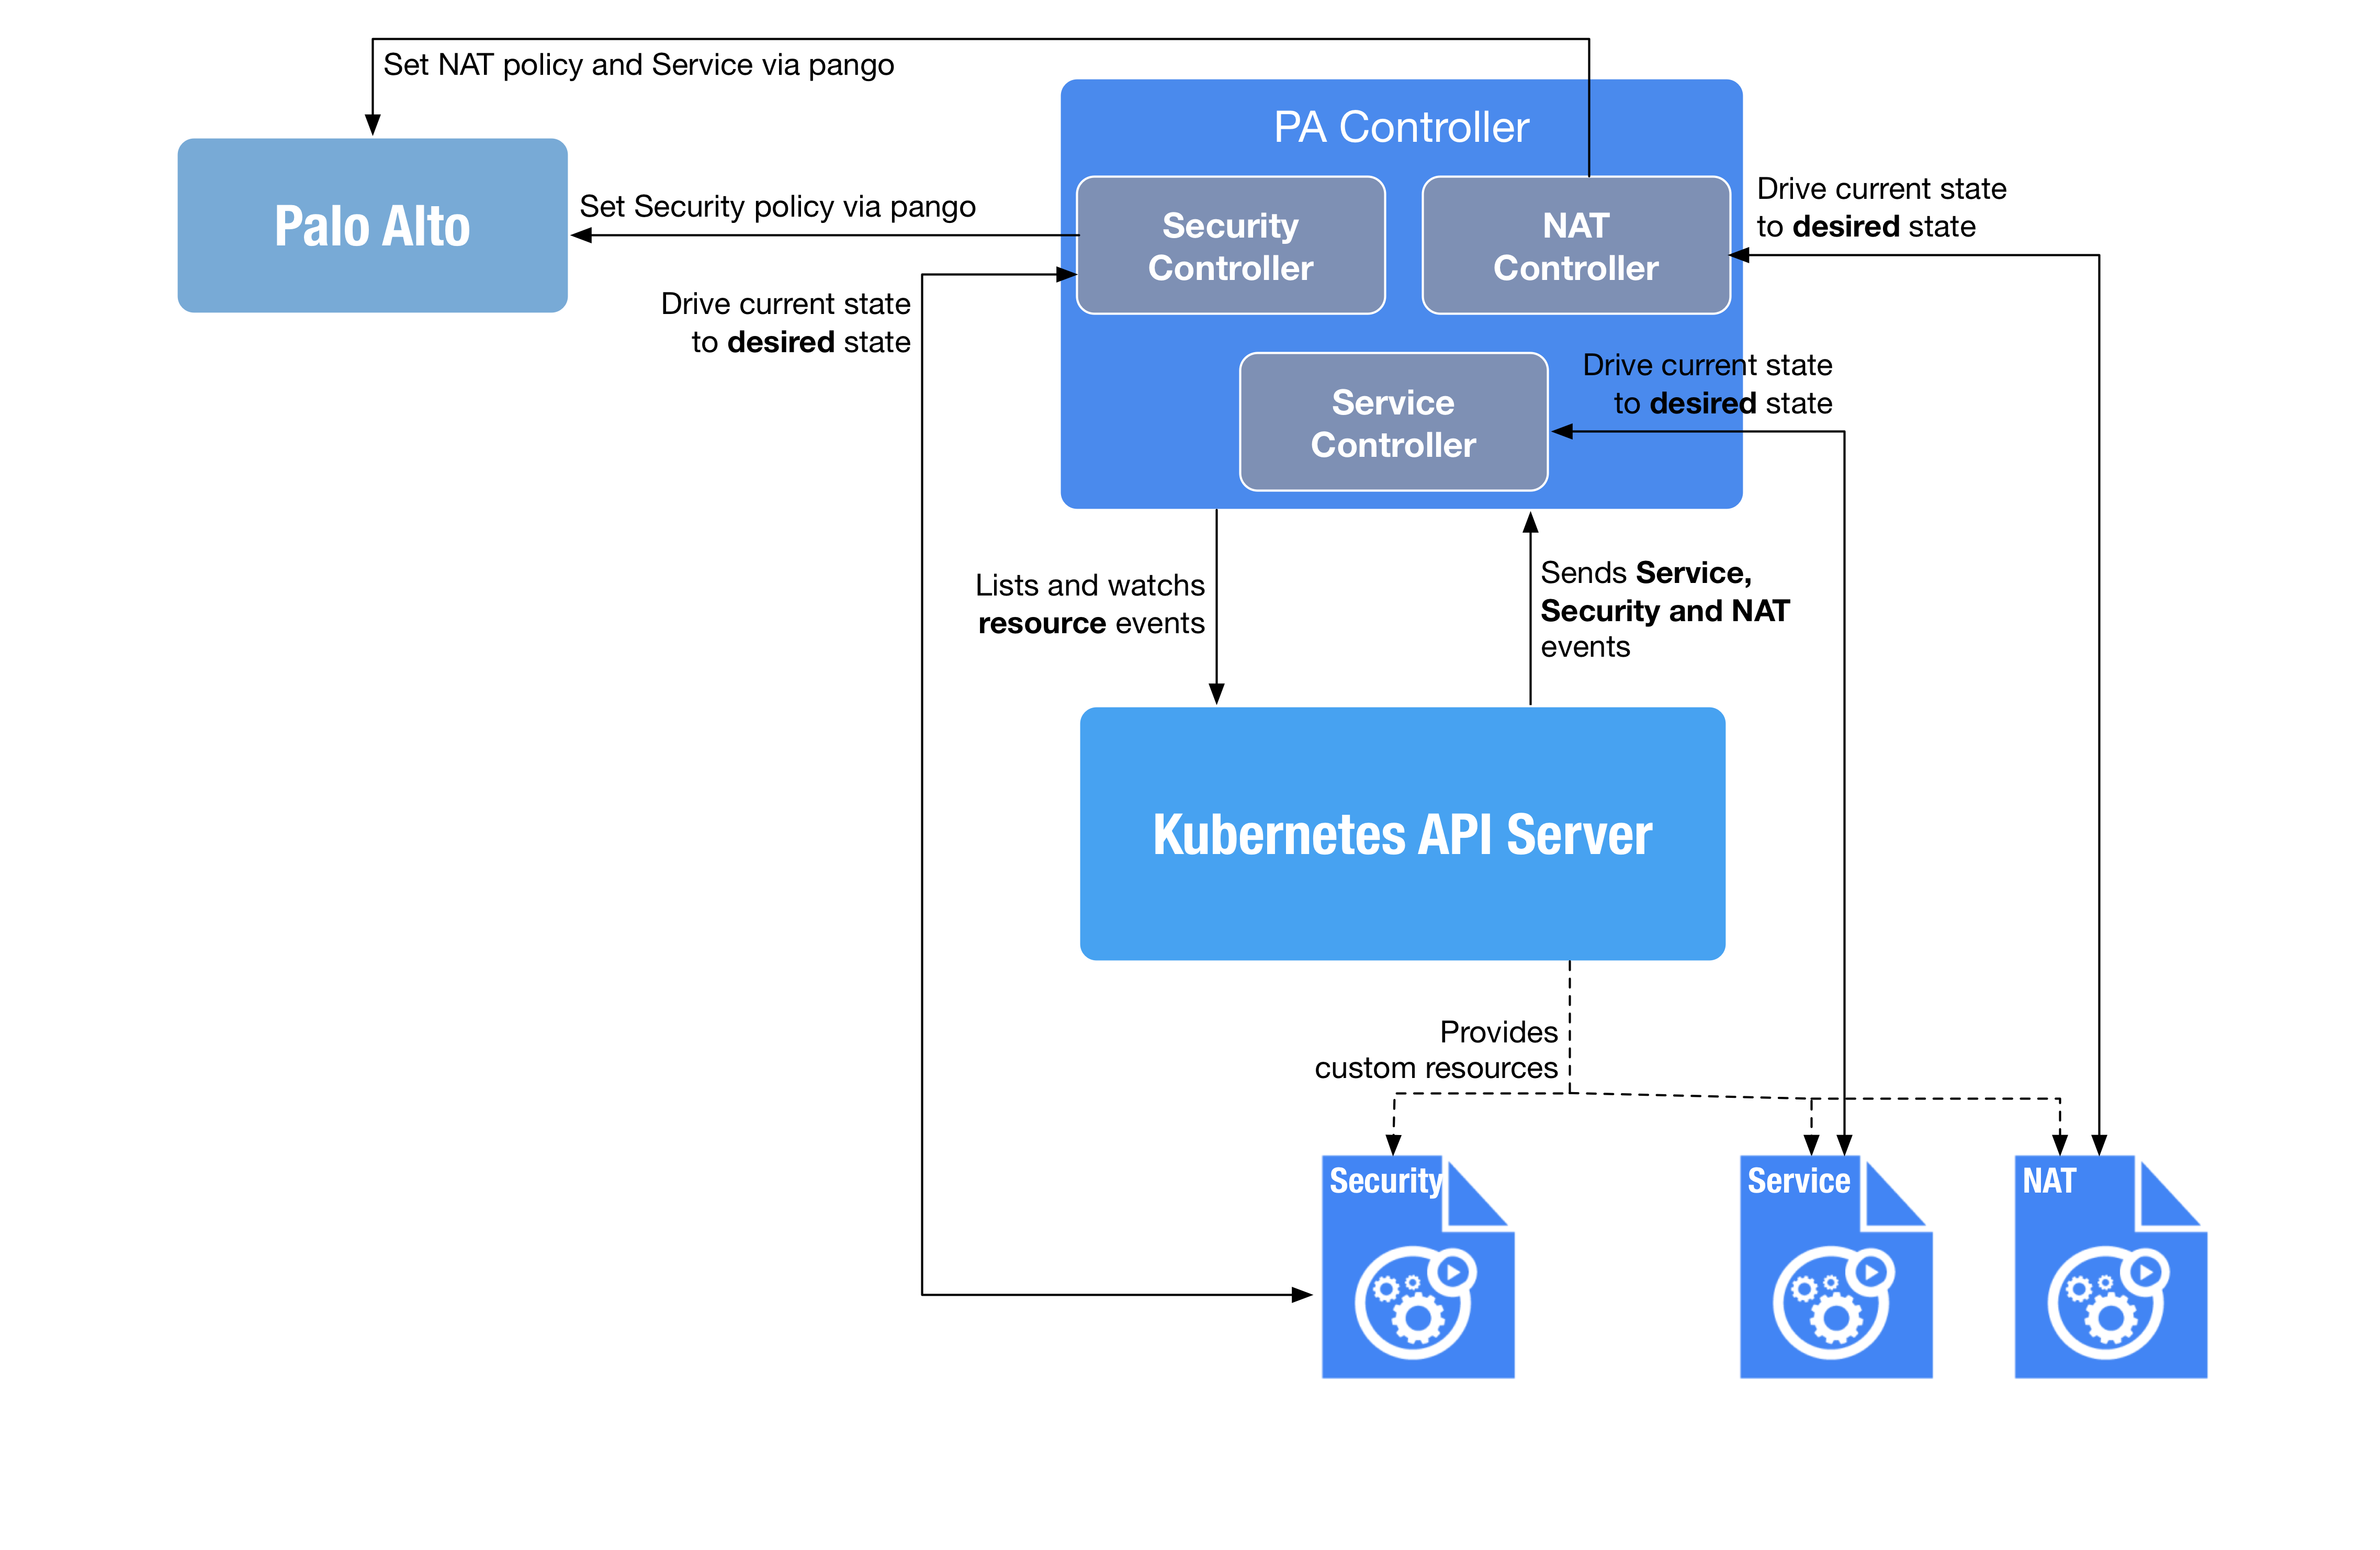 Set NAT policy and Service via pango
PA Controller
Palo Alto
Set Security policy via pango
Security
Controller
NAT
Controller
Drive current state
to desired state
Drive current state
to desired state
Service
Controller
Drive current state
to desired state
Lists and watchs
resource events
Sends Service,
Security and NAT
events
Kubernetes API Server
Provides
custom resources
Security
Service
NAT